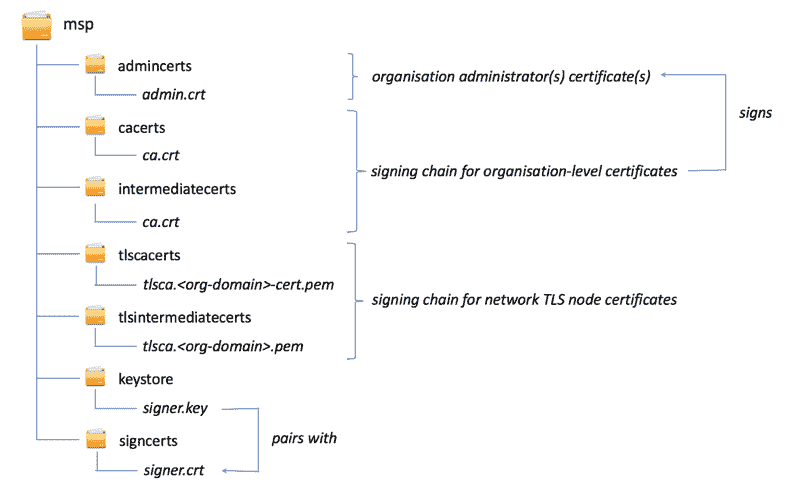 msp
admincerts
admin.crt
organisation administrator(s) certificate(s)
signs
cacerts
ca.crt
signing chain for organisation-level certificates
intermediatecerts
ca.crt
tlscacerts
tlsca.<org-domain>-cert.pem
signing chain for network TLS node certificates
tlsintermediatecerts
tlsca.<org-domain>.pem
keystore
signer.key
pairs with
signcerts
signer.crt